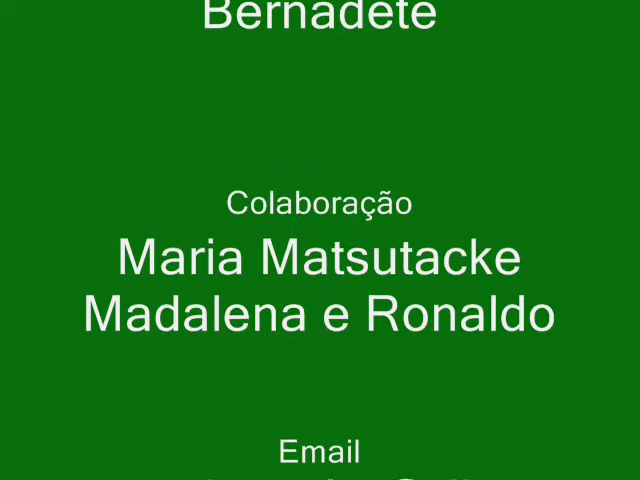 Bernadete
Colaboração
Maria Matsutacke
Madalena e Ronaldo
Email